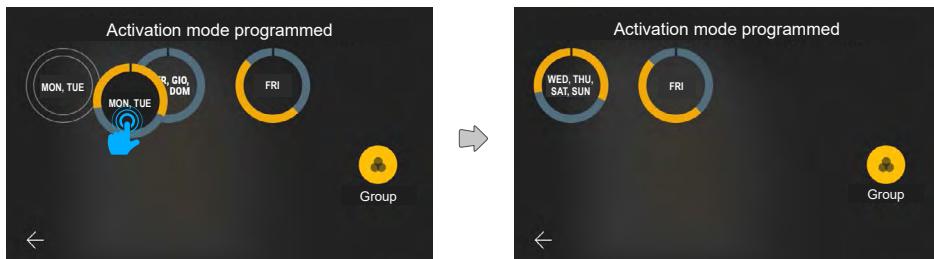 Activation mode programmed
MON, TUE
MON, TUE
R, GIO,
DOM
FRI
Group
Activation mode programmed
WED, THU,
SAT, SUN
FRI
Group